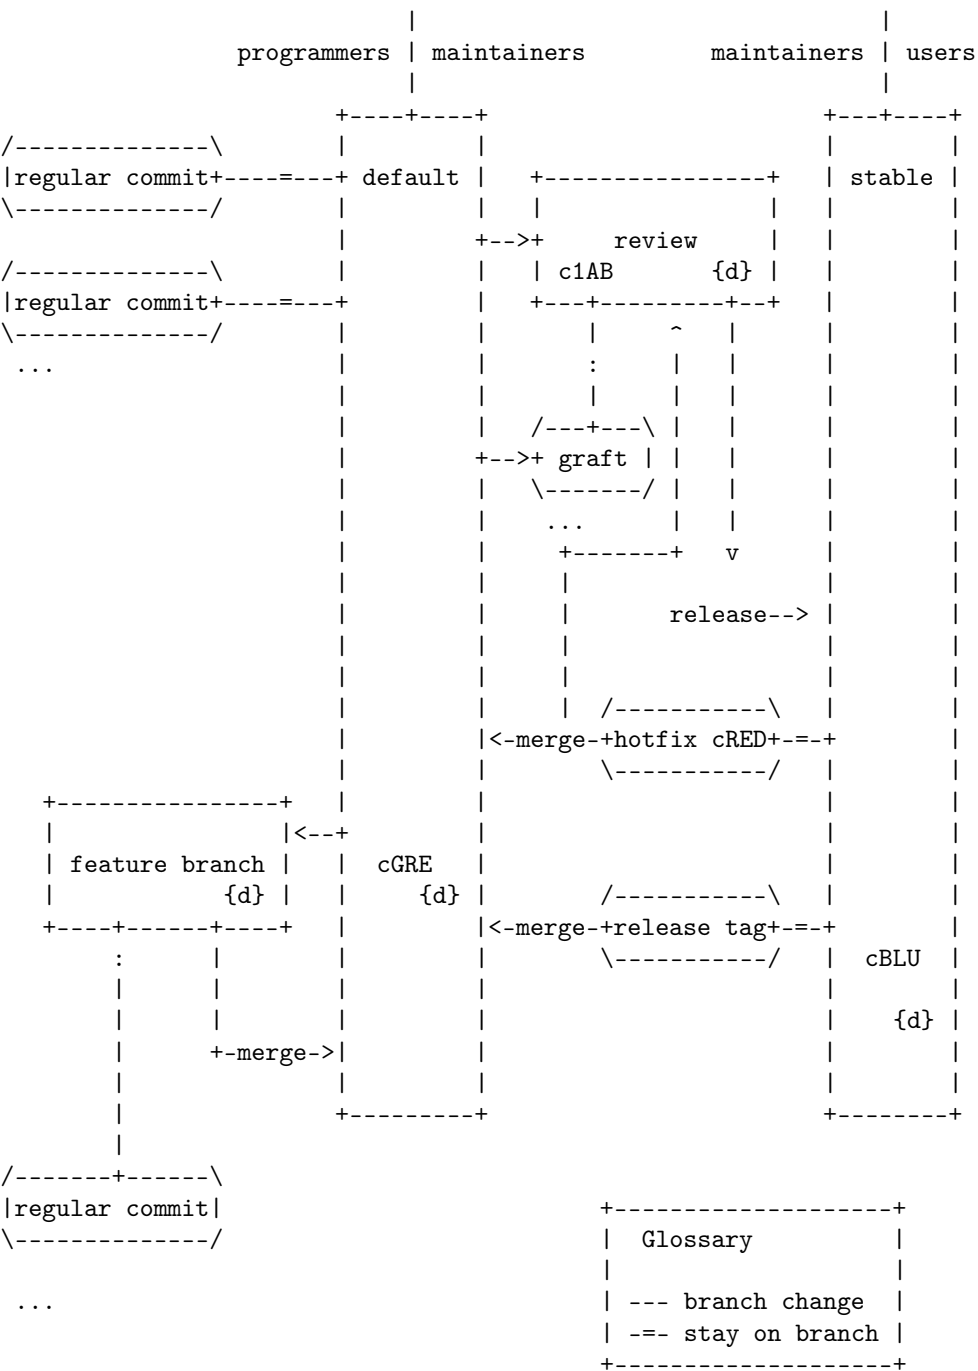 programmers | maintainers maintainers | users
regular commit default stable
review
c1AB {d}
regular commit
...
graft
...
release-->
<-merge- hotfix cRED -=-
feature branch cGRE
{d} {d}
<-merge- release tag -=-
cBLU
{d}
-merge->
regular commit
Glossary
...
--- branch change
-=- stay on branch